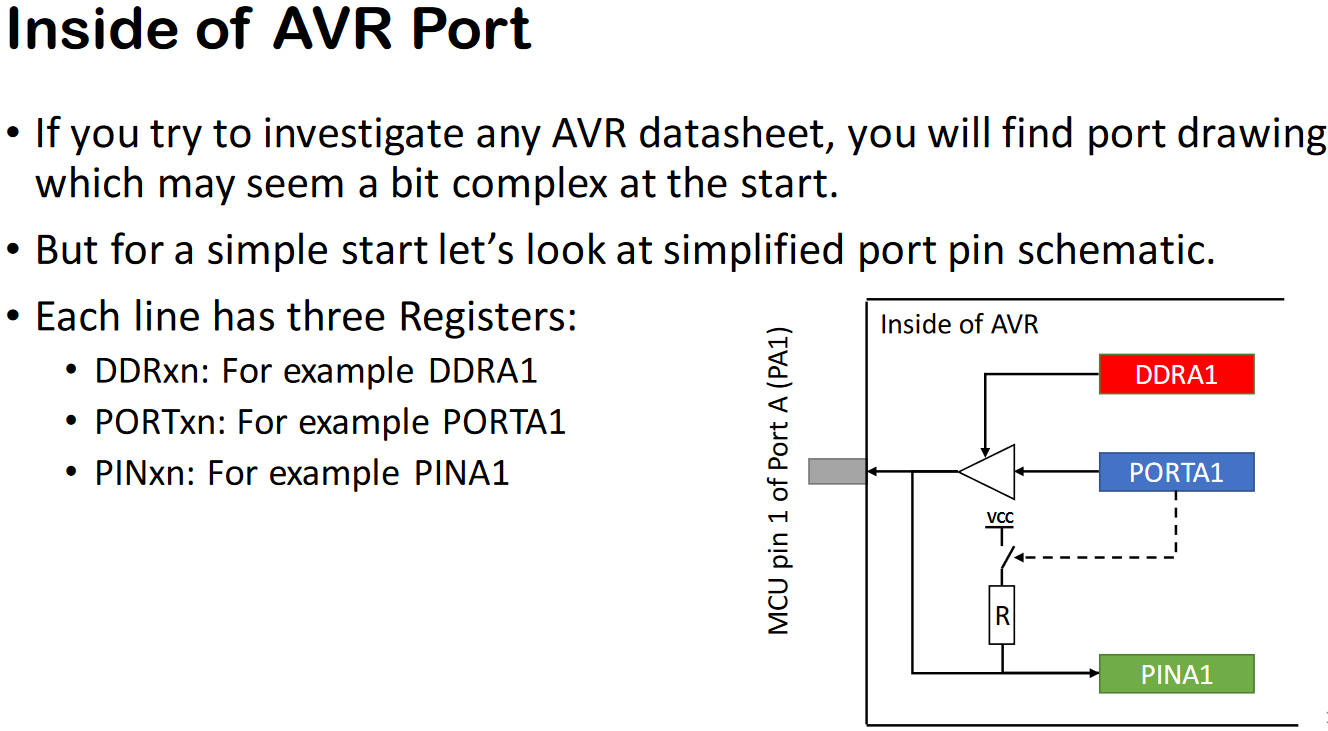 Inside of AVR Port
• If you try to investigate any AVR datasheet, you will find port drawing
which may seem a bit complex at the start.
• But for a simple start let’s look at simplified port pin schematic.
• Each line has three Registers:
• DDRxn: For example DDRA1
• PORTxn: For example PORTA1
• PINxn: For example PINA1
MCU pin 1 of Port A (PA1)
Inside of AVR
DDRA1
PORTA1
vcc
R
PINA1